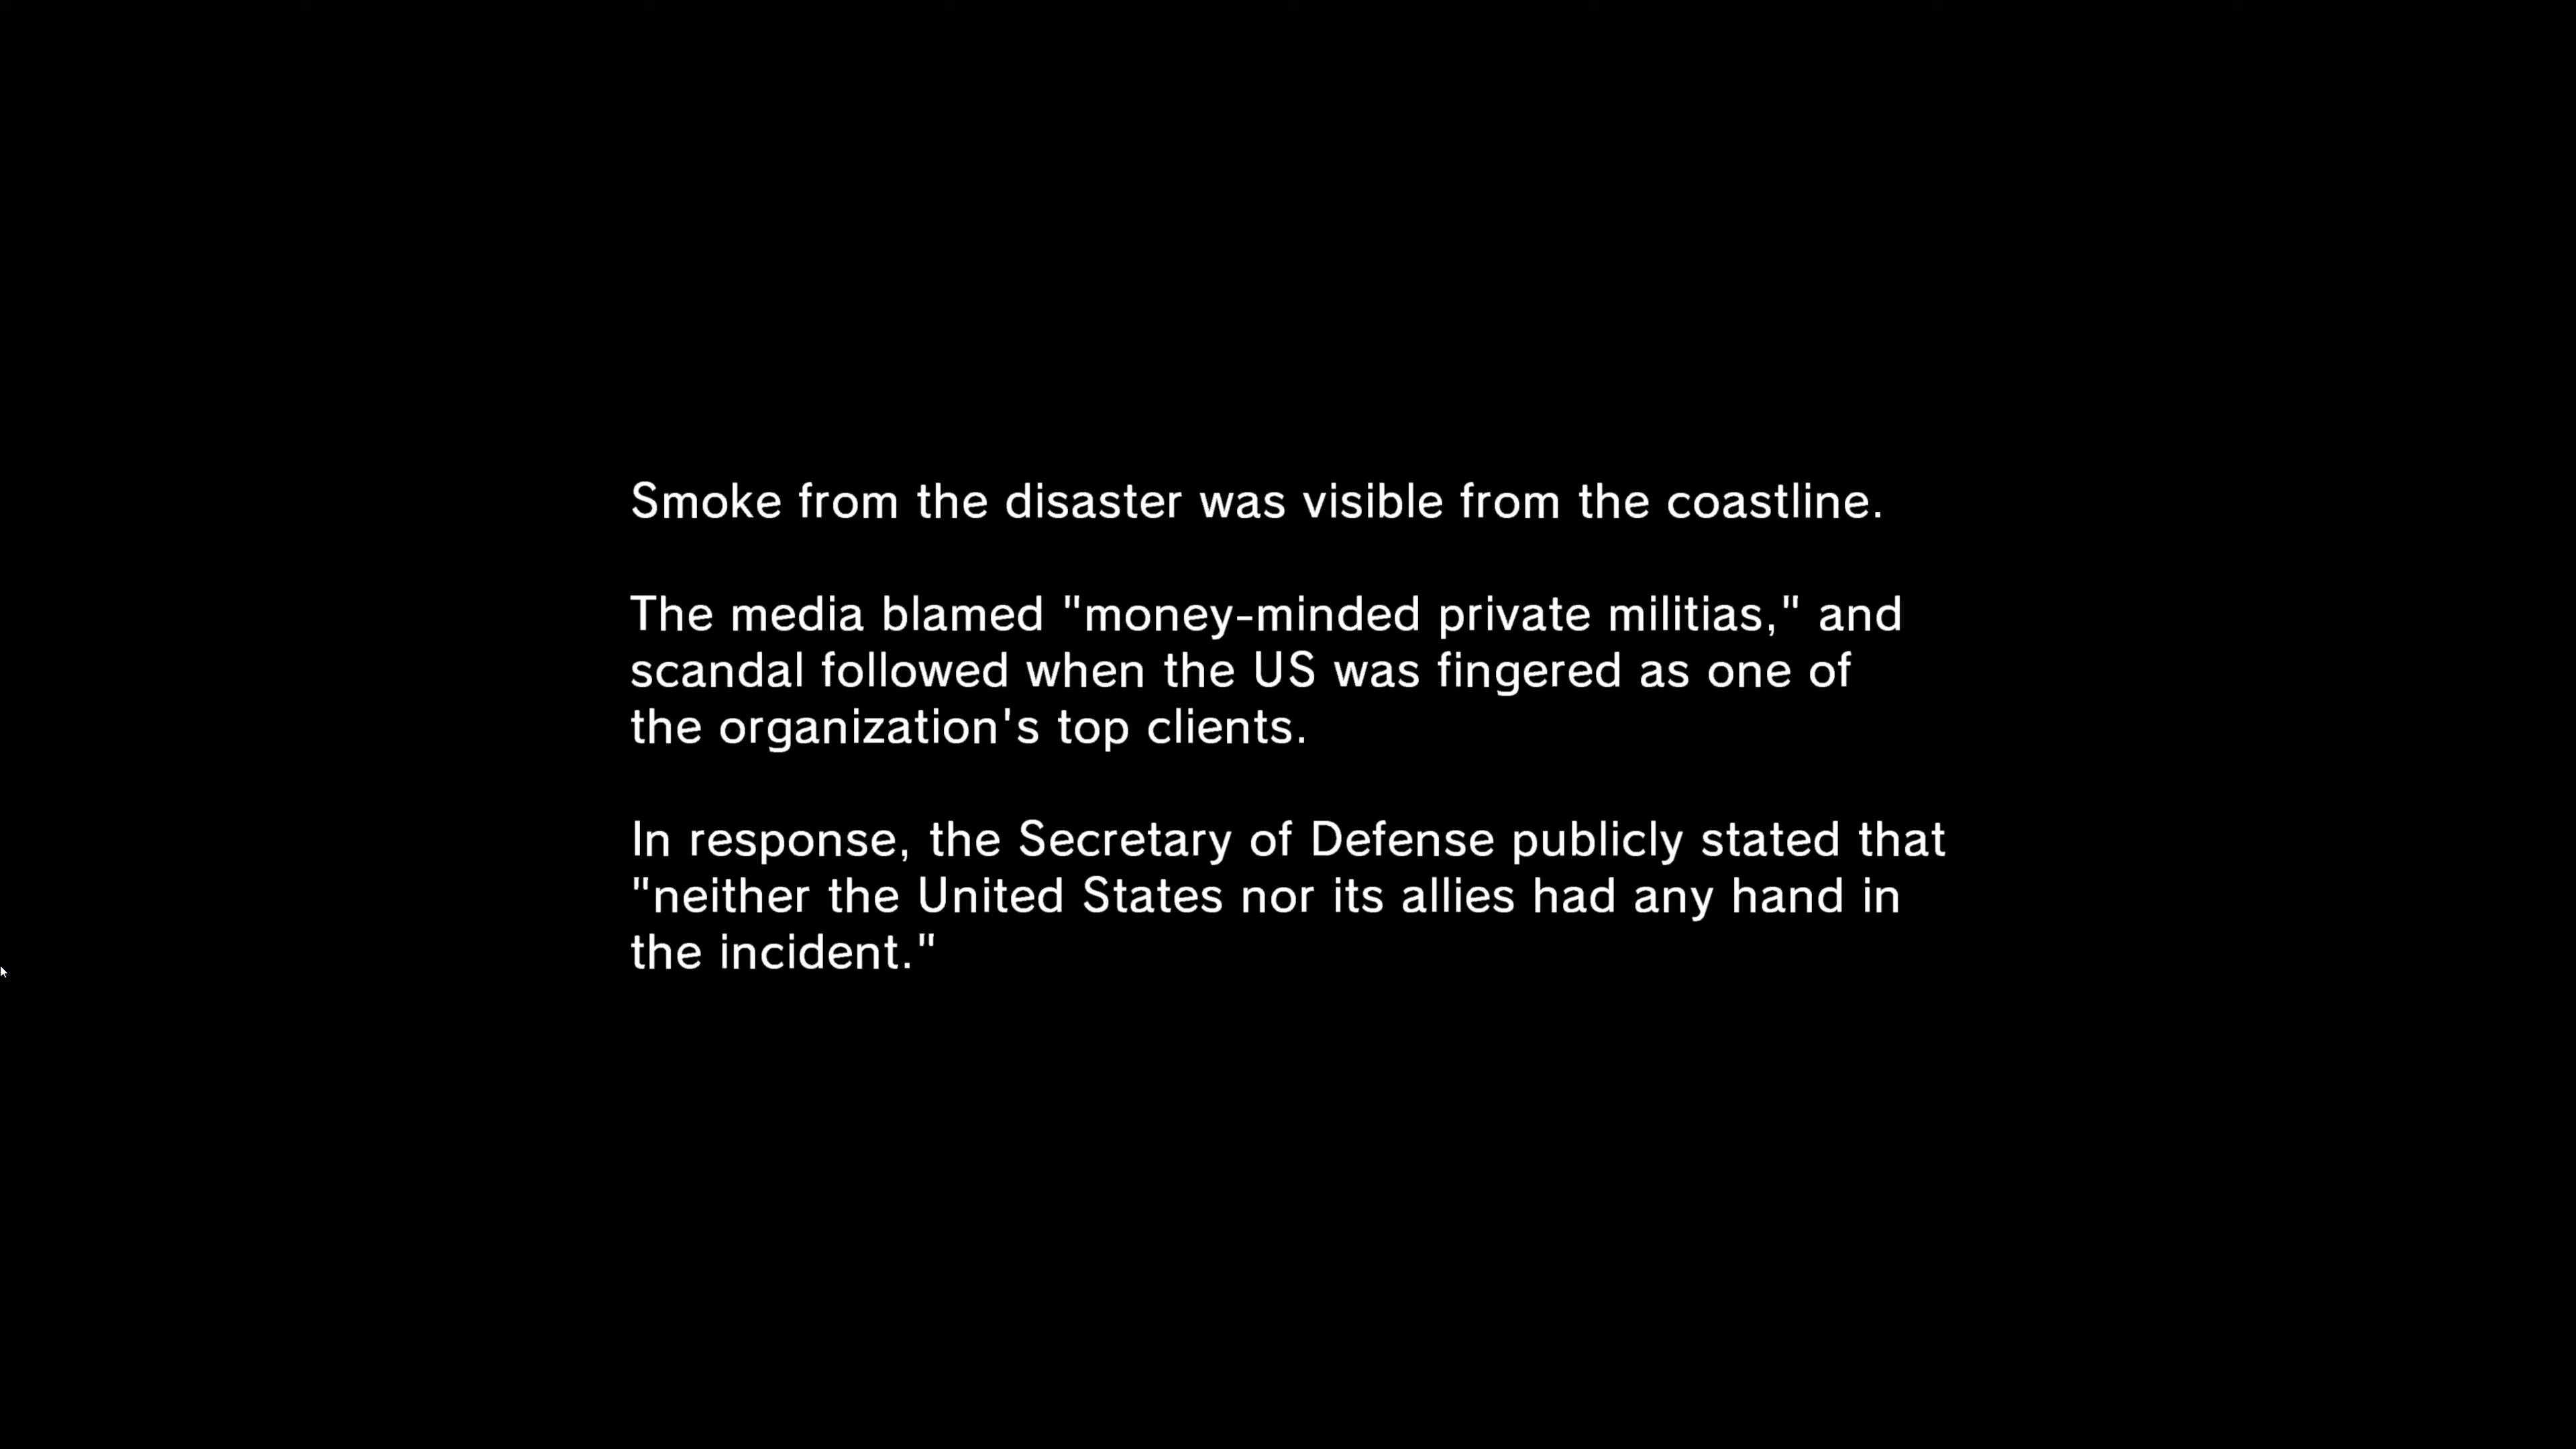 Smoke from the disaster was visible from the coastline.
The media blamed "money-minded private militias," and
scandal followed when the US was fingered as one of
the organization's top clients.
In response, the Secretary of Defense publicly stated that
"neither the United States nor its allies had any hand in
the incident."